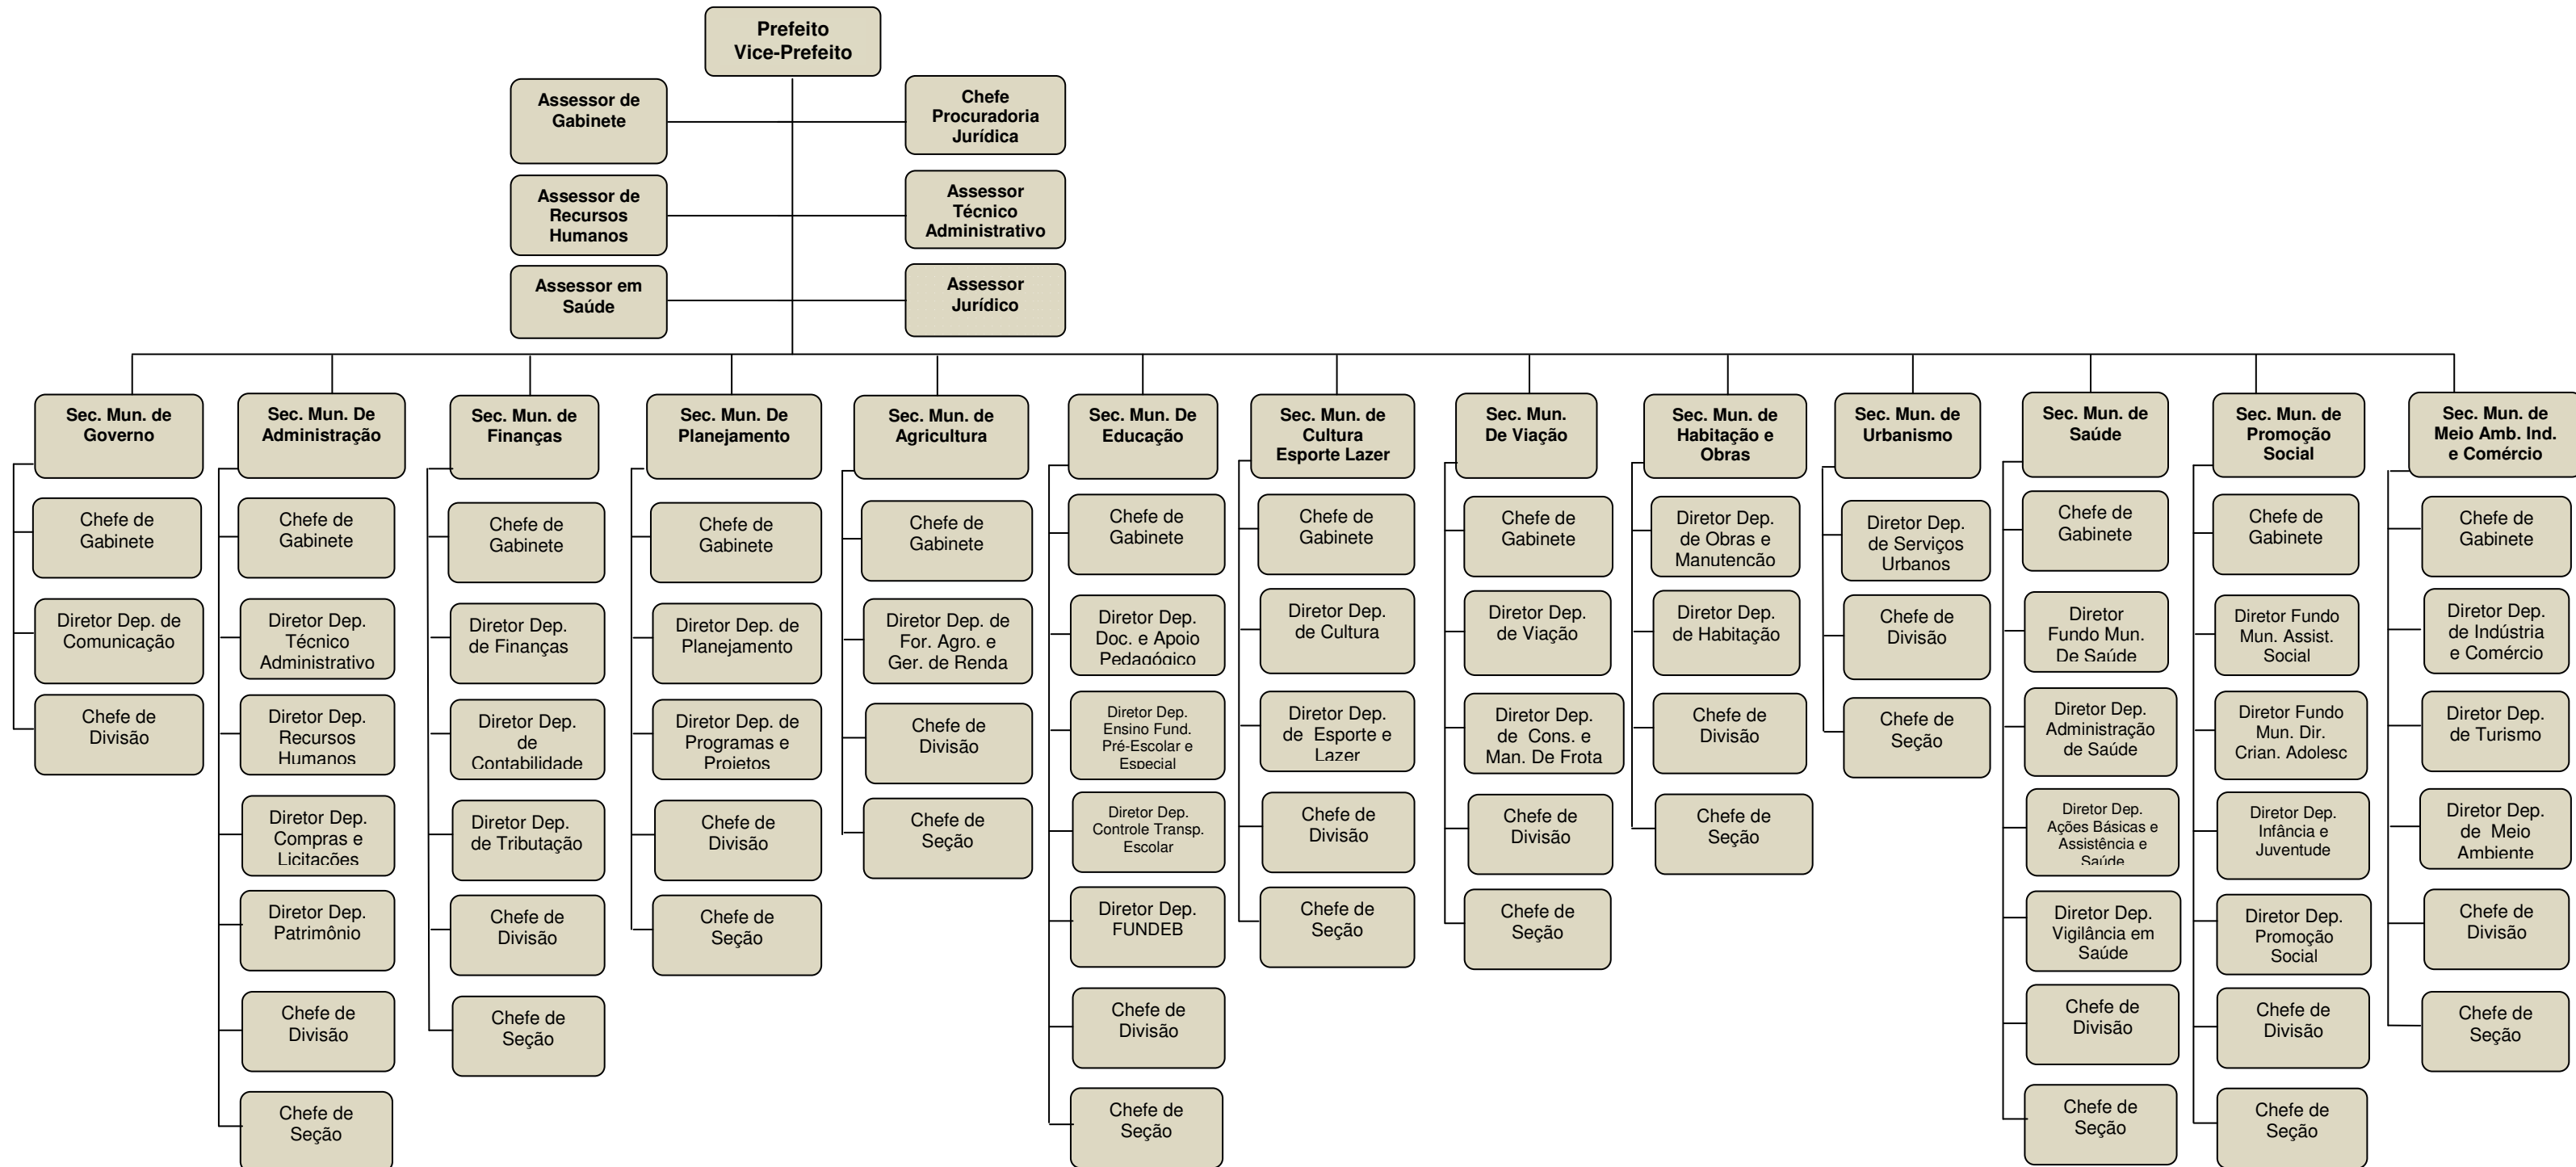 Prefeito
Vice-Prefeito
Assessor de
Gabinete
Chefe
Procuradoria
Jurídica
Assessor de
Recursos
Humanos
Assessor
Técnico
Administrativo
Assessor em
Saúde
Assessor
Jurídico
Sec. Mun. de
Governo
Chefe de
Gabinete
Diretor Dep. de
Comunicação
Chefe de
Divisão
Sec. Mun. De
Administração
Chefe de
Gabinete
Diretor Dep.
Técnico
Administrativo
Diretor Dep.
Recursos
Humanos
Diretor Dep.
Compras e
Licitações
Diretor Dep.
Patrimônio
Chefe de
Divisão
Chefe de
Seção
Sec. Mun. de
Finanças
Chefe de
Gabinete
Diretor Dep.
de Finanças
Diretor Dep.
de
Contabilidade
Diretor Dep.
de Tributação
Chefe de
Divisão
Chefe de
Seção
Sec. Mun. De
Planejamento
Chefe de
Gabinete
Diretor Dep. de
Planejamento
Diretor Dep. de
Programas e
Projetos
Chefe de
Divisão
Chefe de
Seção
Sec. Mun. de
Agricultura
Chefe de
Gabinete
Diretor Dep. de
For. Agro. e
Ger. de Renda
Chefe de
Divisão
Chefe de
Seção
Sec. Mun. De
Educação
Chefe de
Gabinete
Diretor Dep.
Doc. e Apoio
Pedagógico
Diretor Dep.
Ensino Fund.
Pré-Escolar e
Especial
Diretor Dep.
Controle Transp.
Escolar
Diretor Dep.
FUNDEB
Chefe de
Divisão
Chefe de
Seção
Sec. Mun. de
Cultura
Esporte Lazer
Chefe de
Gabinete
Diretor Dep.
de Cultura
Diretor Dep.
de Esporte e
Lazer
Chefe de
Divisão
Chefe de
Seção
Sec. Mun.
De Viação
Chefe de
Gabinete
Diretor Dep.
de Viação
Diretor Dep.
de Cons. e
Man. De Frota
Chefe de
Divisão
Chefe de
Seção
Sec. Mun. de
Habitação e
Obras
Diretor Dep.
de Obras e
Manutenção
Diretor Dep.
de Habitação
Chefe de
Divisão
Chefe de
Seção
Sec. Mun. de
Urbanismo
Diretor Dep.
de Serviços
Urbanos
Chefe de
Divisão
Chefe de
Seção
Sec. Mun. de
Saúde
Chefe de
Gabinete
Diretor
Fundo Mun.
De Saúde
Diretor Dep.
Administração
de Saúde
Diretor Dep.
Ações Básicas e
Assistência e
Saúde
Diretor Dep.
Vigilância em
Saúde
Chefe de
Divisão
Chefe de
Seção
Sec. Mun. de
Promoção
Social
Chefe de
Gabinete
Diretor Fundo
Mun. Assist.
Social
Diretor Fundo
Mun. Dir.
Crian. Adolesc
Diretor Dep.
Infância e
Juventude
Diretor Dep.
Promoção
Social
Chefe de
Divisão
Chefe de
Seção
Sec. Mun. de
Meio Amb. Ind.
e Comércio
Chefe de
Gabinete
Diretor Dep.
de Indústria
e Comércio
Diretor Dep.
de Turismo
Diretor Dep.
de Meio
Ambiente
Chefe de
Divisão
Chefe de
Seção